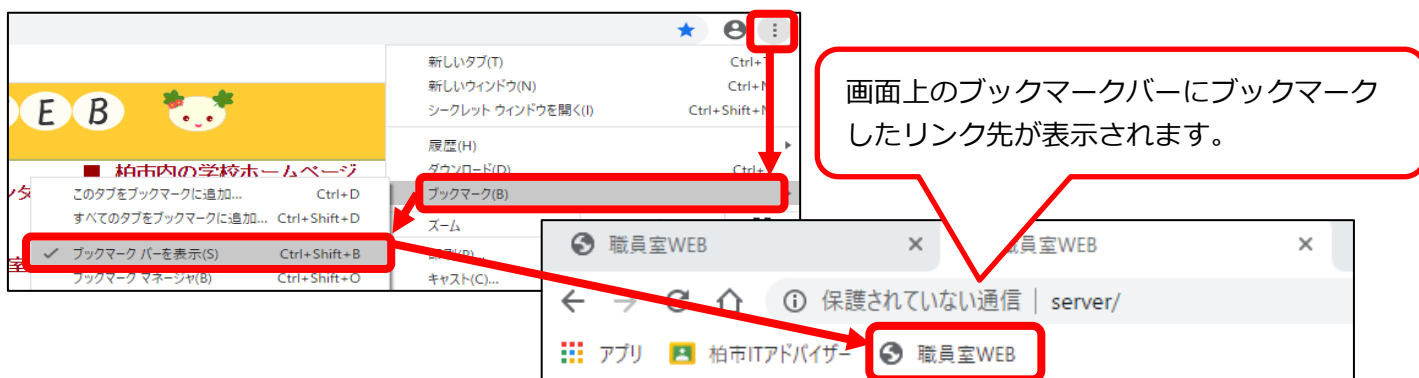 新しいタブ(T)
新しいウィンドウ(N)
シークレット ウィンドウを開く(I) Ctrl+Shift+N
履歴(H)
ダウンロード(D)
ブックマーク(B)
ズーム
キャスト(C)...
E B
■ 柏市内の学校ホームページ
このタブをブックマークに追加... Ctrl+D
すべてのタブをブックマークに追加... Ctrl+Shift+D
✓ ブックマーク バーを表示(S) Ctrl+Shift+B
ブックマーク マネージャ(B) Ctrl+Shift+O
画面上のブックマークバーにブックマーク
したリンク先が表示されます。
職員室WEB × 員室WEB ×
保護されていない通信 | server/
アプリ 柏市ITアドバイザー 職員室WEB